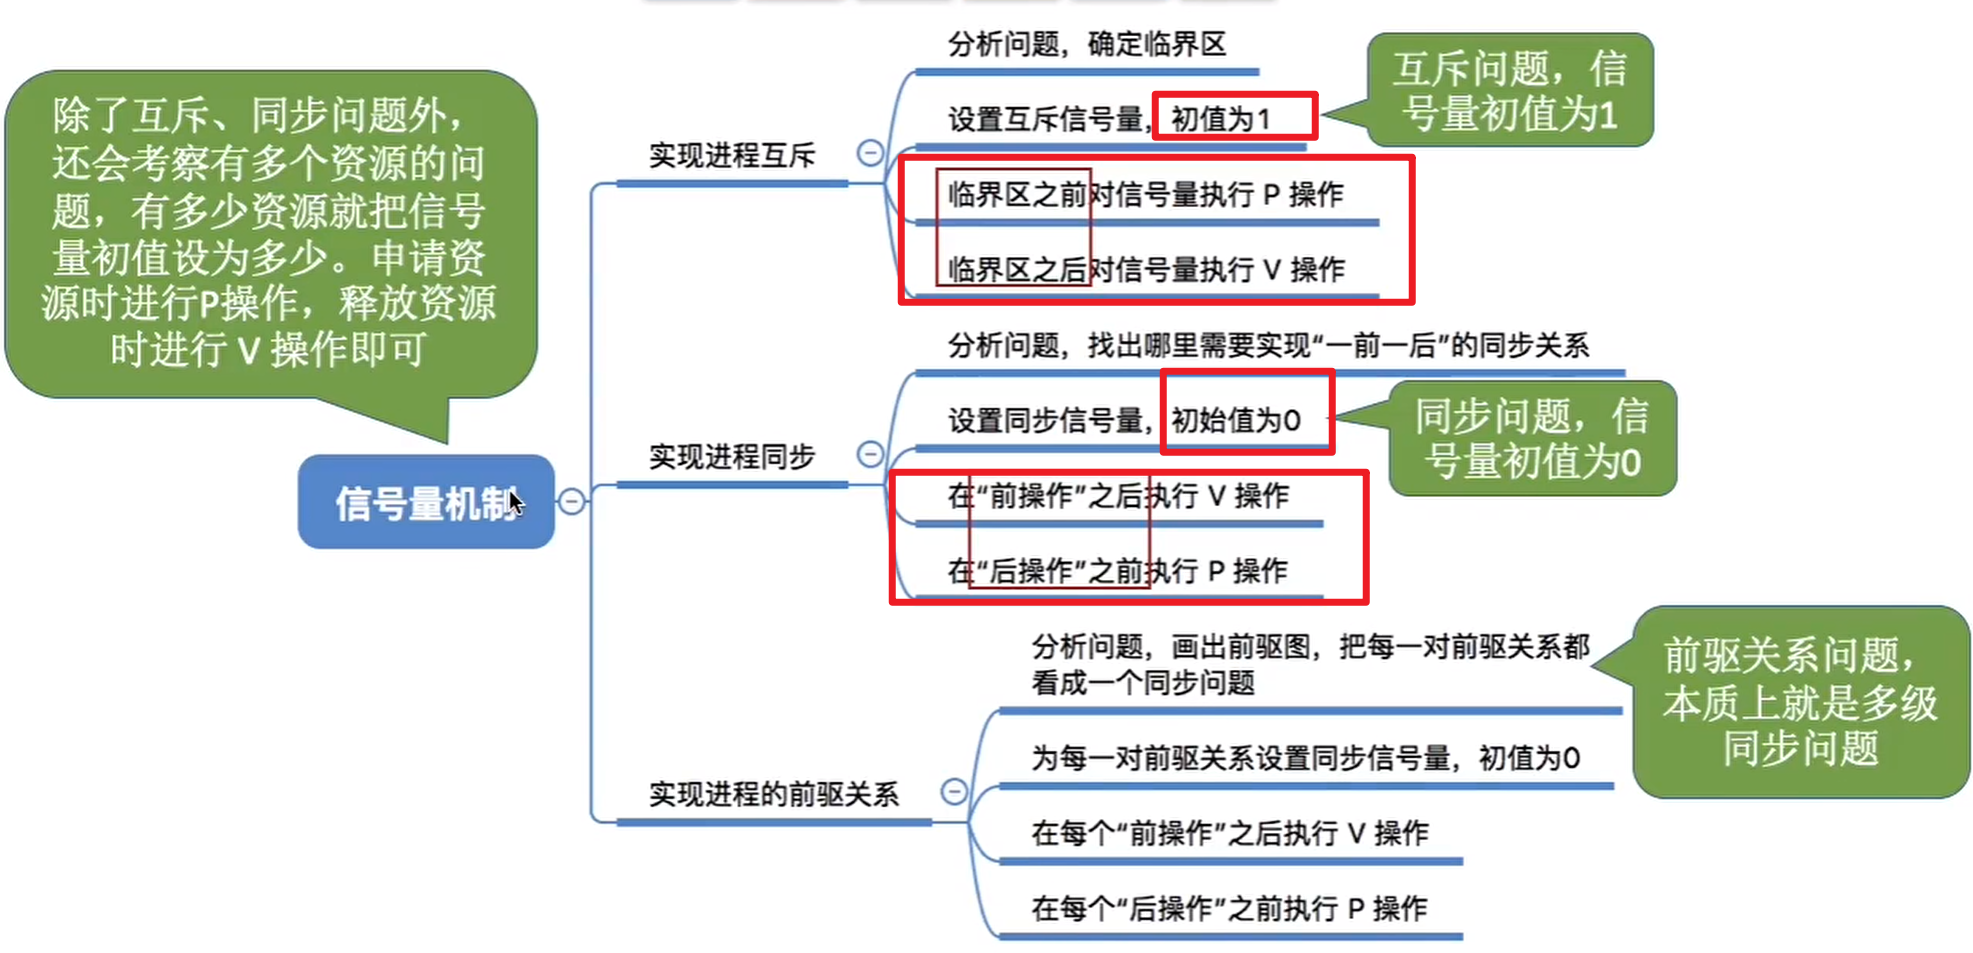 除了互斥、同步问题外，
还会考察有多个资源的问
题，有多少资源就把信号
量初值设为多少。申请资
源时进行P操作，释放资源
时进行 V 操作即可
信号量机制
实现进程互斥
分析问题，确定临界区
设置互斥信号量，初值为1
互斥问题，信
号量初值为1
临界区之前对信号量执行 P 操作
临界区之后对信号量执行 V 操作
实现进程同步
分析问题，找出哪里需要实现“一前一后”的同步关系
设置同步信号量，初始值为0
同步问题，信
号量初值为0
在“前操作”之后执行 V 操作
在“后操作”之前执行 P 操作
实现进程的前驱关系
分析问题，画出前驱图，把每一对前驱关系都
看成一个同步问题
前驱关系问题，
本质上就是多级
同步问题
为每一对前驱关系设置同步信号量，初值为0
在每个“前操作”之后执行 V 操作
在每个“后操作”之前执行 P 操作